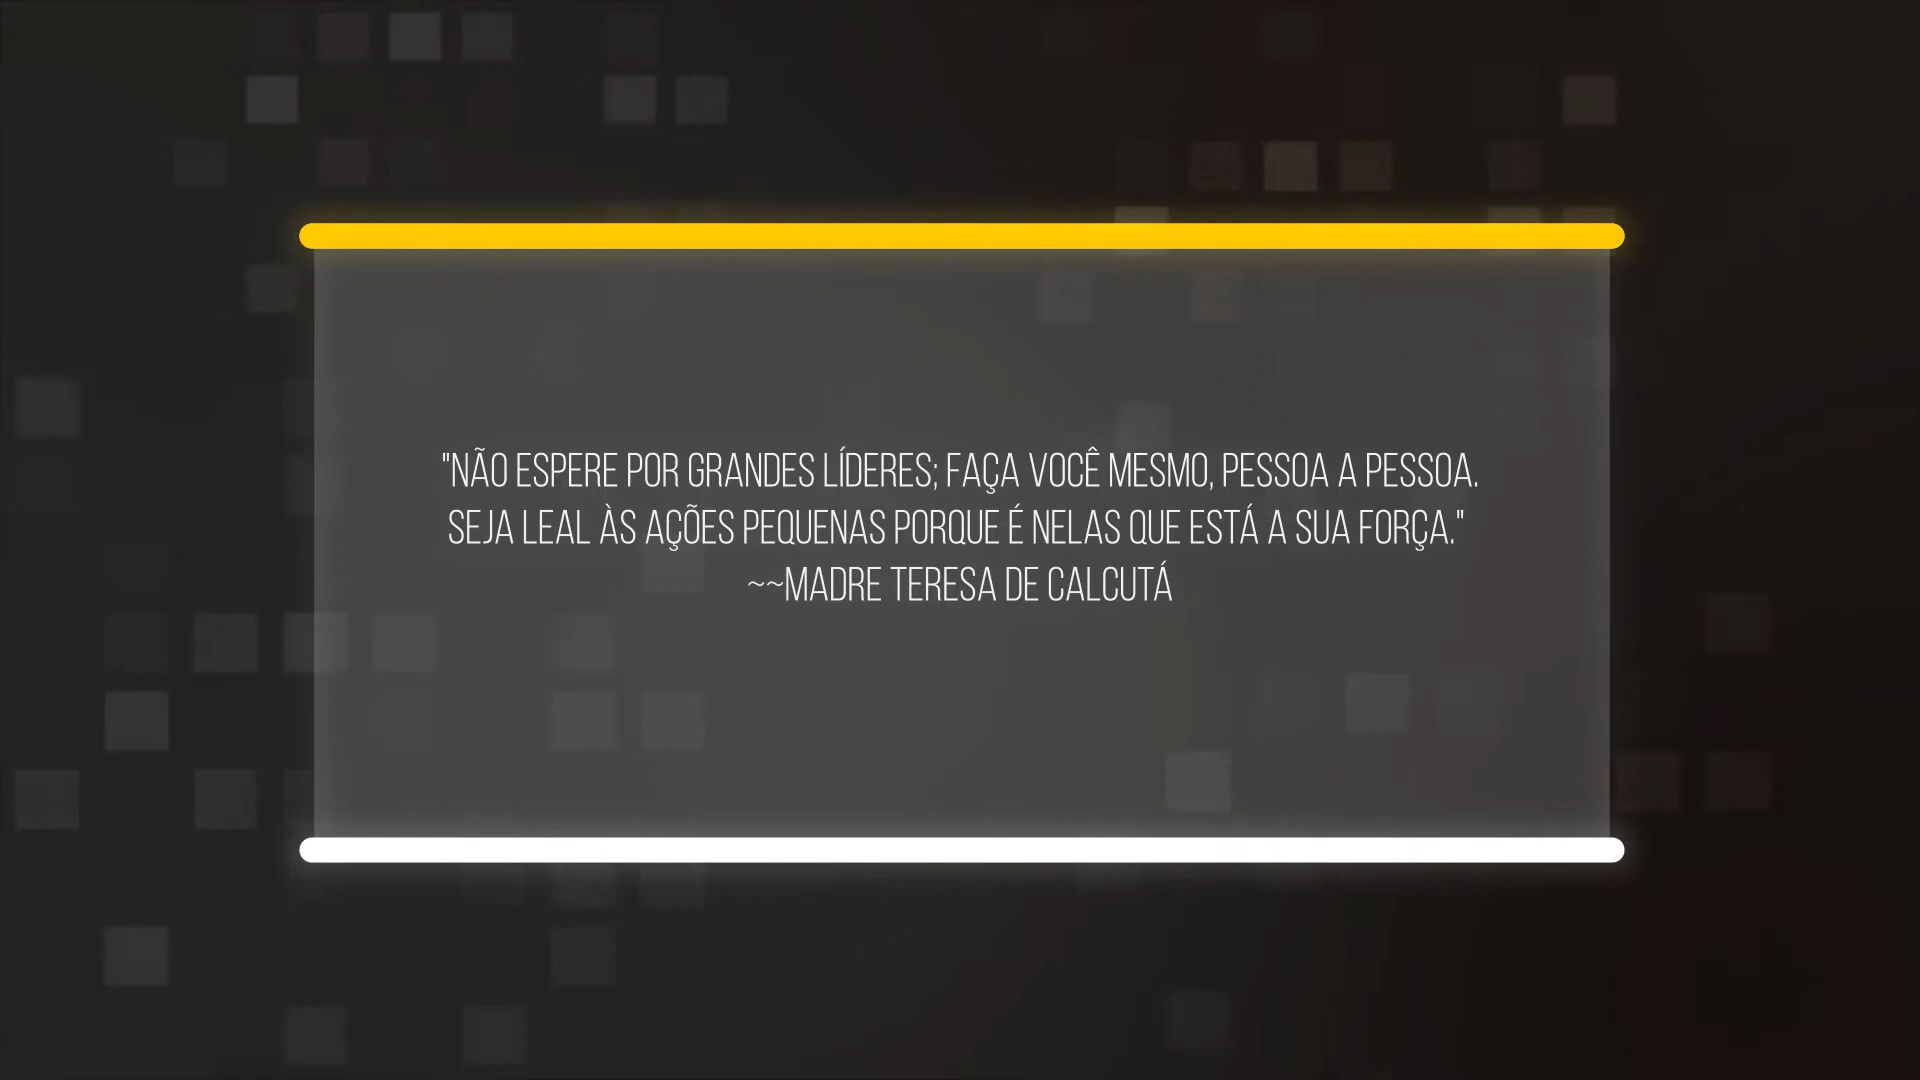 "NÃO ESPERE POR GRANDES LÍDERES; FAÇA VOCÊ MESMO, PESSOA A PESSOA.
SEJA LEAL ÀS AÇÕES PEQUENAS PORQUE É NELAS QUE ESTÁ A SUA FORÇA."
~~MADRE TERESA DE CALCUTÁ